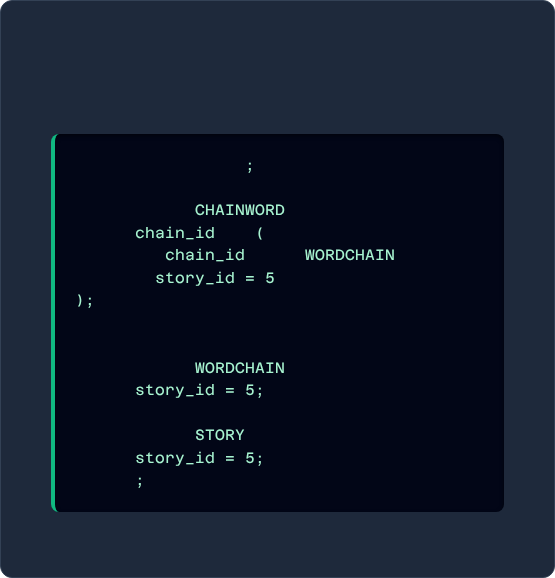 ;
CHAINWORD
chain_id (
chain_id WORDCHAIN
story_id = 5
);
WORDCHAIN
story_id = 5;
STORY
story_id = 5;
;